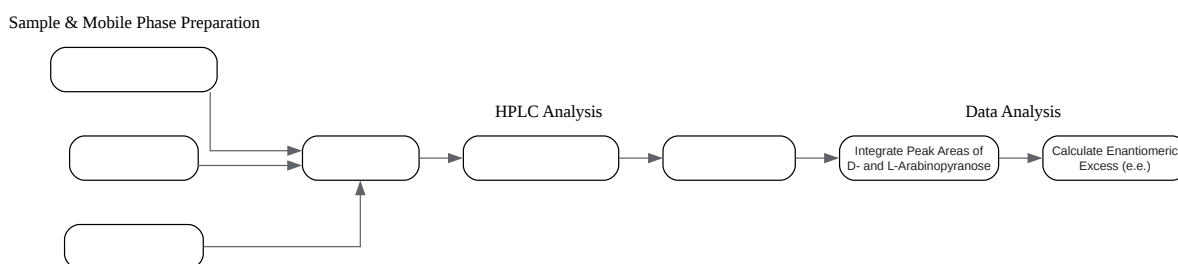 Sample & Mobile Phase Preparation
HPLC Analysis
Data Analysis
Integrate Peak Areas of
D- and L-Arabinopyranose
Calculate Enantiomeric
Excess (e.e.)